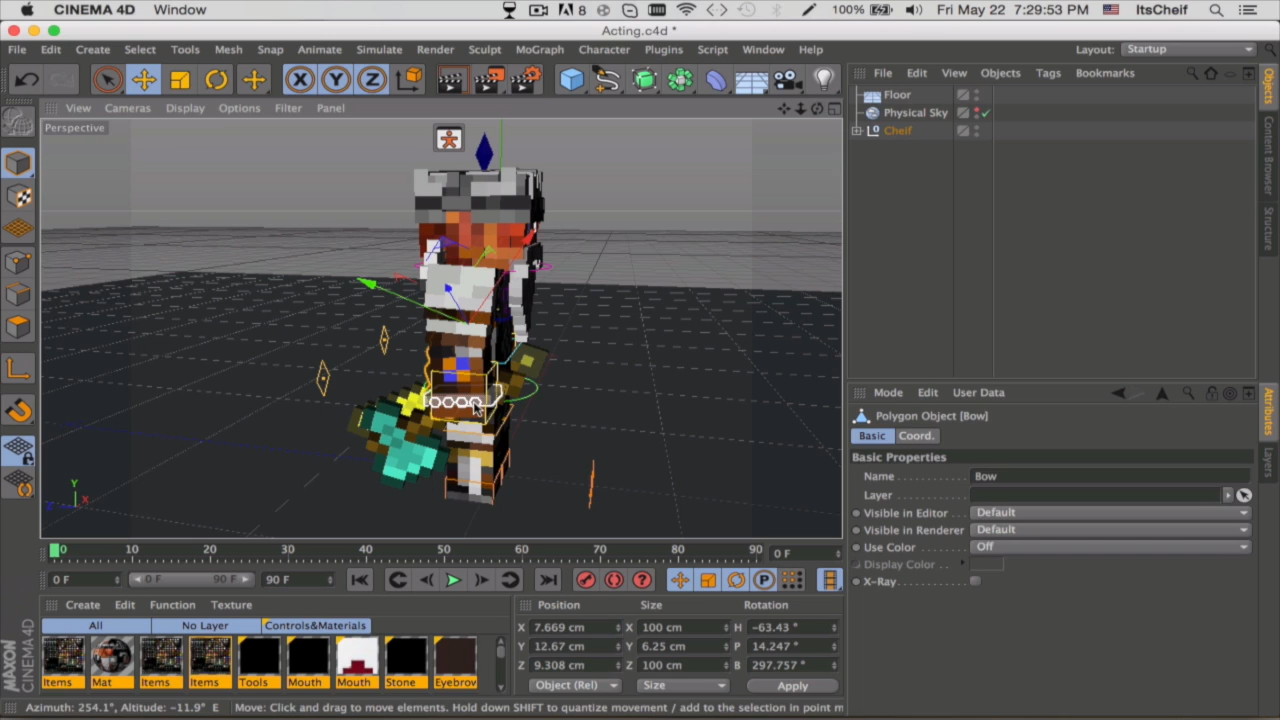 CINEMA 4D Window 8 100% Fri May 22 7:29:53 PM ItsCheif
Acting.c4d *
File Edit Create Select Tools Mesh Snap Animate Simulate Render Sculpt MoGraph Character Plugins Script Window Help Layout: Startup
X Y Z
File Edit View Objects Tags Bookmarks
View Cameras Display Options Filter Panel
Perspective
Floor
Physical Sky
Cheif
Objects
Content Browser
Structure
Mode Edit User Data
Polygon Object [Bow]
Basic Coord.
Basic Properties
Name Bow
Layer
Visible in Editor Default
Visible in Renderer Default
Use Color Off
Display Color
X-Ray
Attributes
Layers
Y
X
Z
0 10 20 30 40 50 60 70 80 90 0 F
0 F 0 F 90 F 90 F
P
Create Edit Function Texture
All No Layer Controls&Materials
Items Mat Items Items Tools Mouth Mouth Stone Eyebrov
Position Size Rotation
X 7.669 cm X 100 cm H -63.43 °
Y 12.67 cm Y 6.25 cm P 14.247 °
Z 9.308 cm Z 100 cm B 297.757 °
Object (Rel) Size Apply
MAXON
CINEMA 4D
Azimuth: 254.1°, Altitude: -11.9° E Move: Click and drag to move elements. Hold down SHIFT to quantize movement / add to the selection in point m